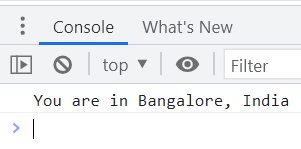 Console What's New
top Filter
You are in Bangalore, India